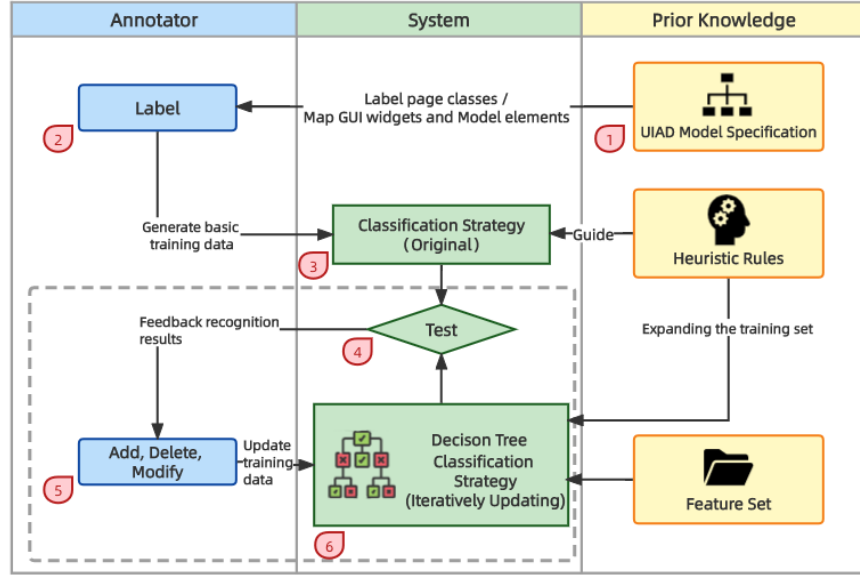 Annotator
System
Prior Knowledge
Label
Label page classes /
Map GUI widgets and Model elements
UIAD Model Specification
1
2
Generate basic
training data
Classification Strategy
(Original)
Guide
Heuristic Rules
3
Feedback recognition
results
Test
4
Expanding the training set
Add, Delete,
Modify
Update
training
data
Decison Tree
Classification
Strategy
(Iteratively Updating)
Feature Set
5
6